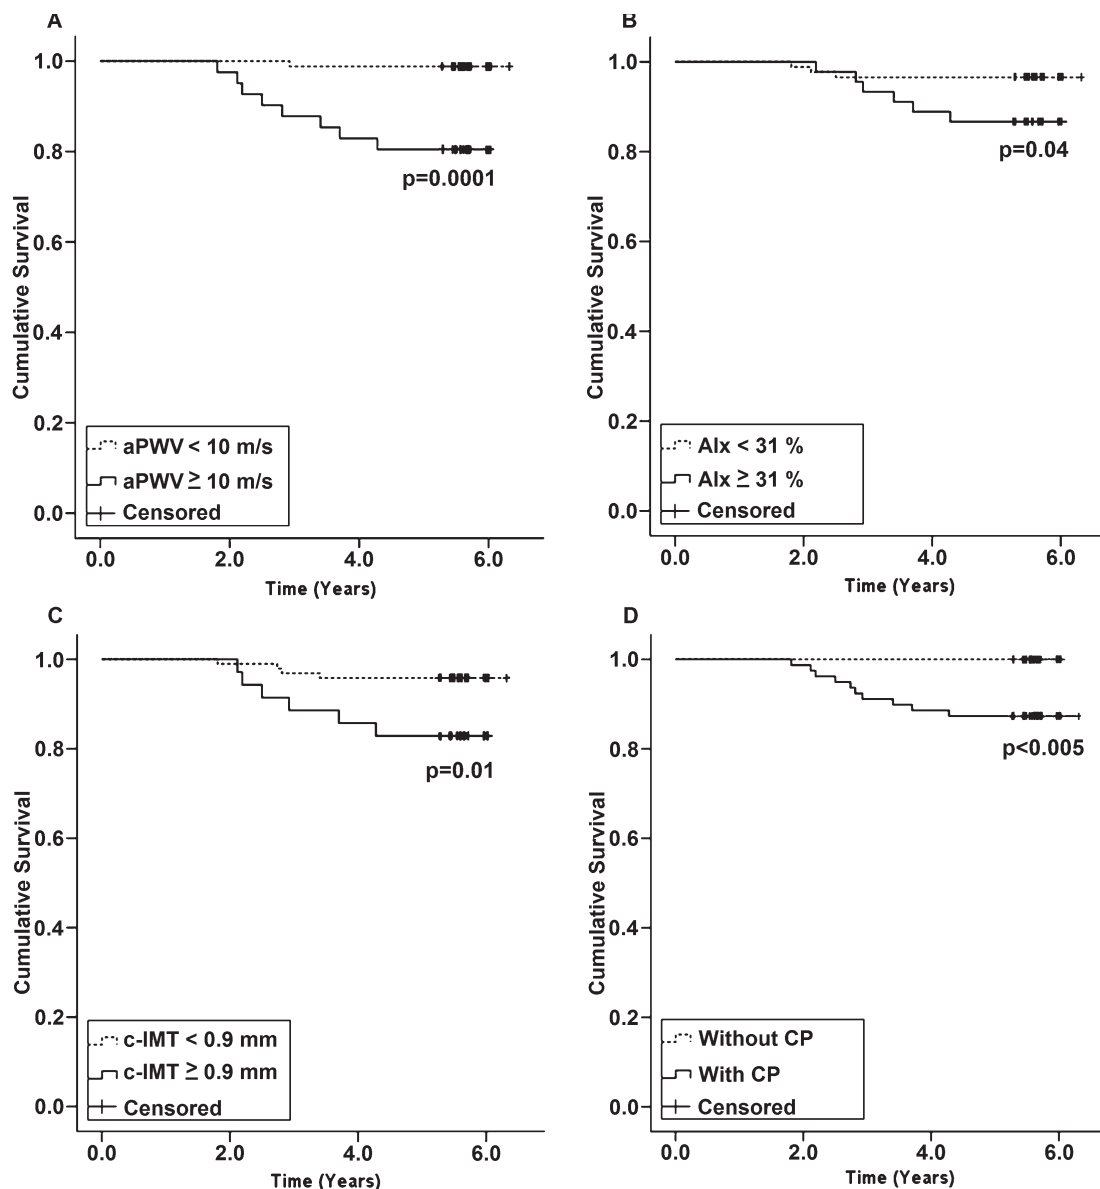 A
1.0
0.8
0.6
0.4
0.2
0.0
Cumulative Survival
p=0.0001
aPWV < 10 m/s
aPWV ≥ 10 m/s
Censored
0.0 2.0 4.0 6.0
Time (Years)
B
1.0
0.8
0.6
0.4
0.2
0.0
Cumulative Survival
p=0.04
AIx < 31 %
AIx ≥ 31 %
Censored
0.0 2.0 4.0 6.0
Time (Years)
C
1.0
0.8
0.6
0.4
0.2
0.0
Cumulative Survival
p=0.01
c-IMT < 0.9 mm
c-IMT ≥ 0.9 mm
Censored
0.0 2.0 4.0 6.0
Time (Years)
D
1.0
0.8
0.6
0.4
0.2
0.0
Cumulative Survival
p<0.005
Without CP
With CP
Censored
0.0 2.0 4.0 6.0
Time (Years)